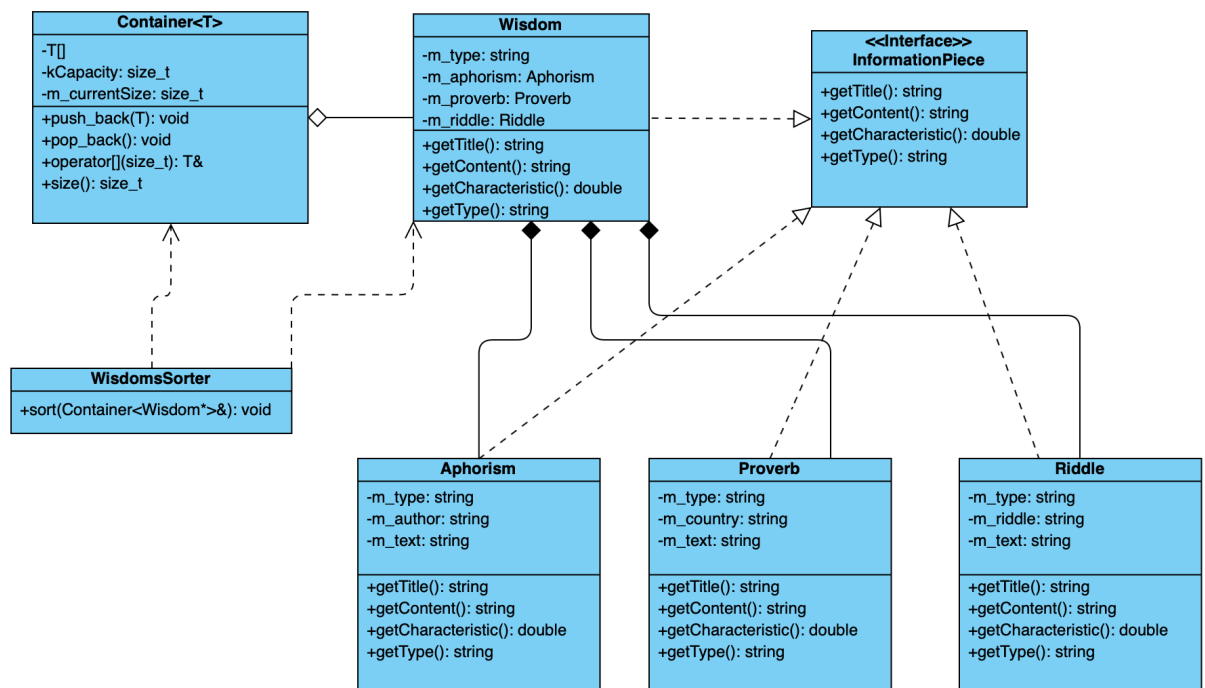 Container<T>
-T[]
-kCapacity: size_t
-m_currentSize: size_t
+push_back(T): void
+pop_back(): void
+operator[](size_t): T&
+size(): size_t
Wisdom
-m_type: string
-m_aphorism: Aphorism
-m_proverb: Proverb
-m_riddle: Riddle
+getTitle(): string
+getContent(): string
+getCharacteristic(): double
+getType(): string
<<Interface>>
InformationPiece
+getTitle(): string
+getContent(): string
+getCharacteristic(): double
+getType(): string
WisdomsSorter
+sort(Container<Wisdom*>&): void
Aphorism
-m_type: string
-m_author: string
-m_text: string
+getTitle(): string
+getContent(): string
+getCharacteristic(): double
+getType(): string
Proverb
-m_type: string
-m_country: string
-m_text: string
+getTitle(): string
+getContent(): string
+getCharacteristic(): double
+getType(): string
Riddle
-m_type: string
-m_riddle: string
-m_text: string
+getTitle(): string
+getContent(): string
+getCharacteristic(): double
+getType(): string